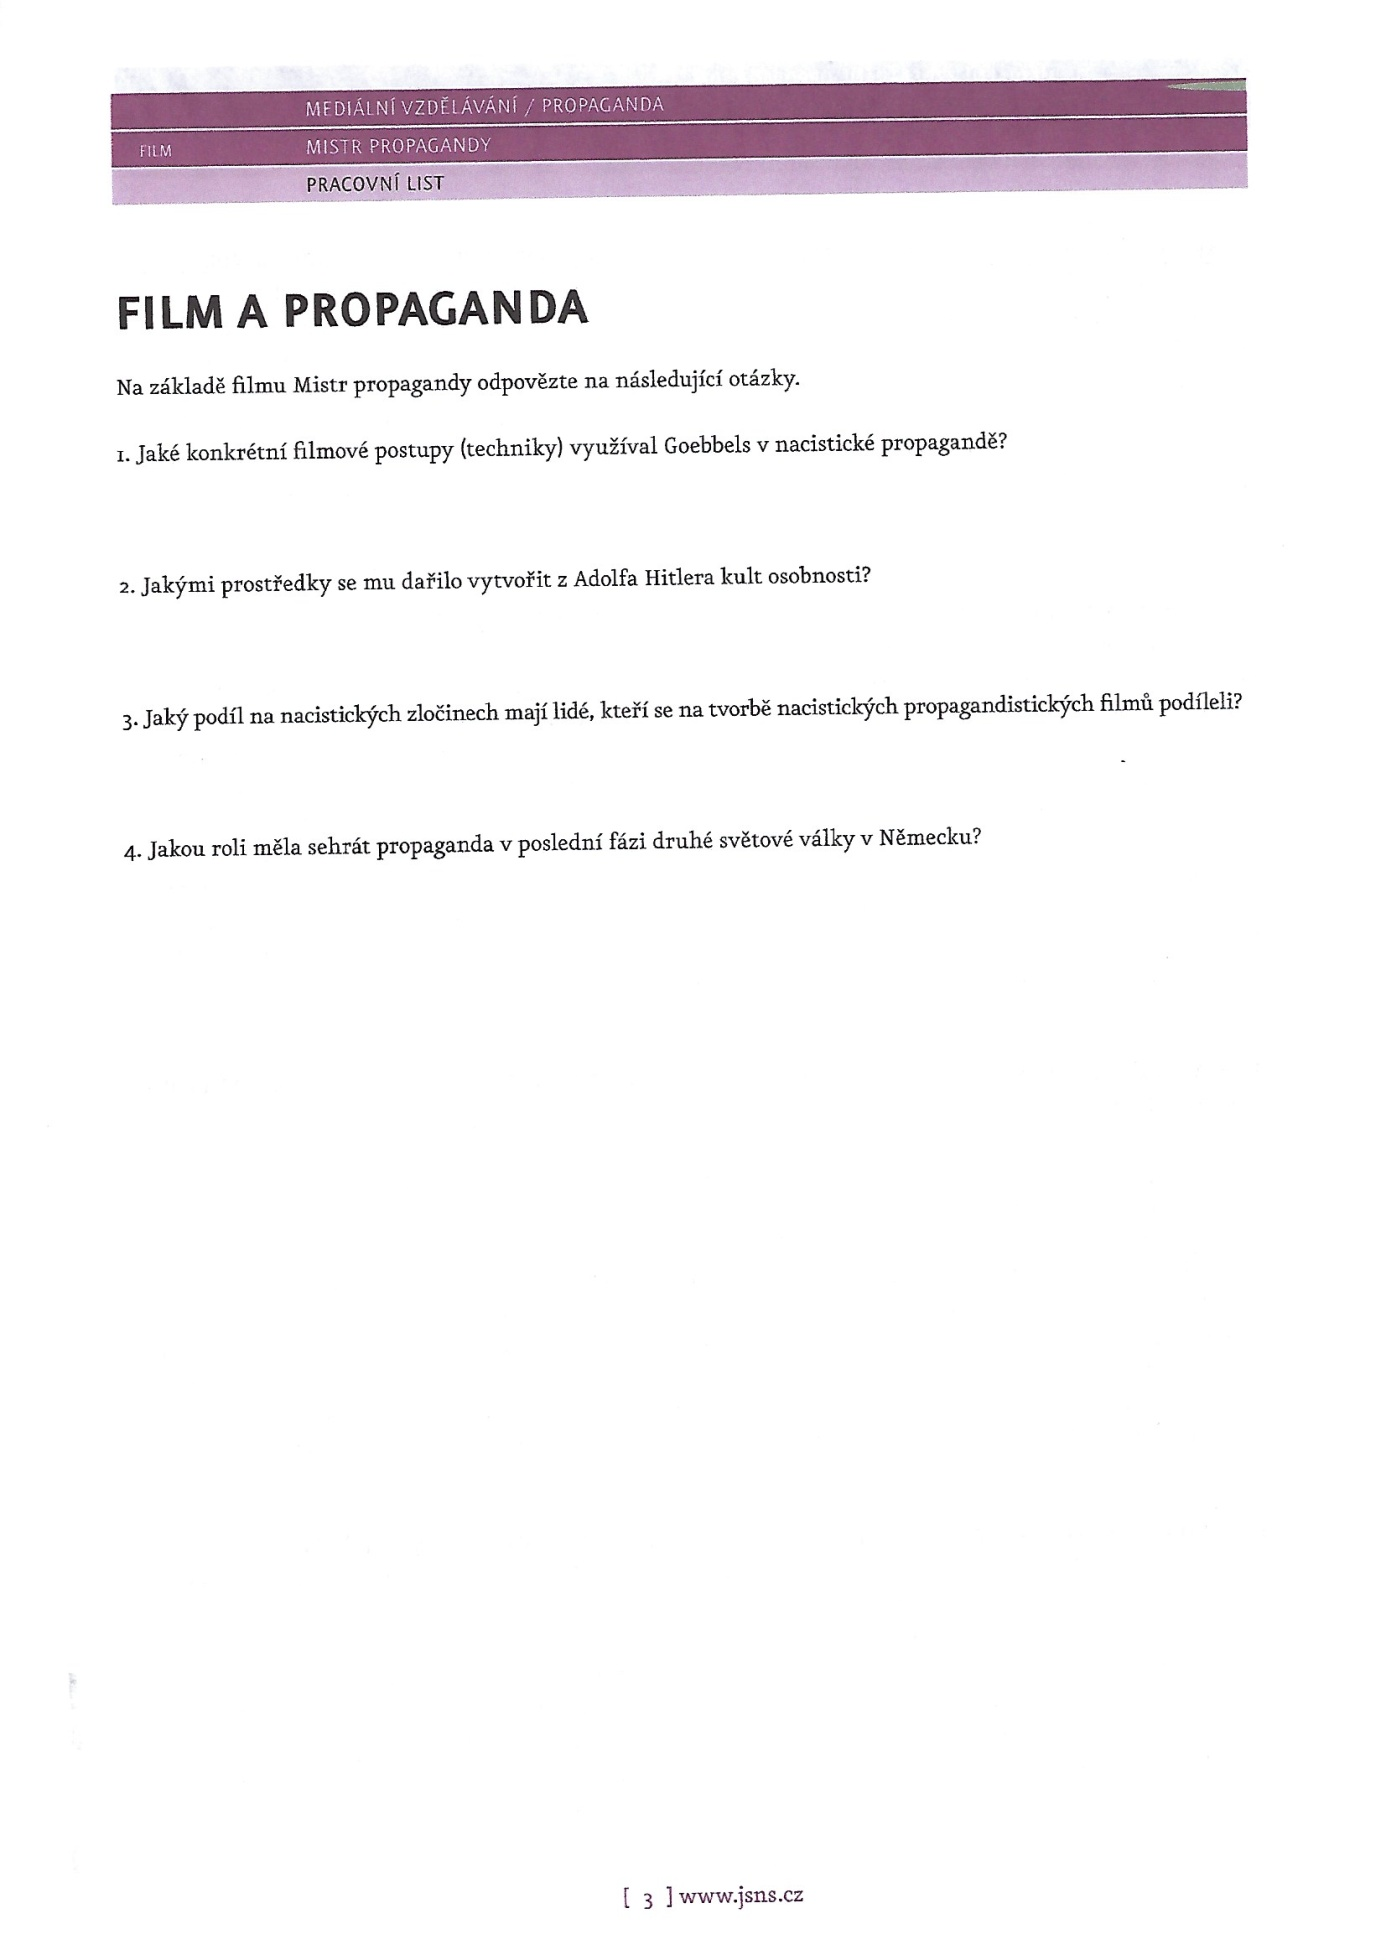 MEDIÁLNÍ VZDĚLÁVÁNÍ / PROPAGANDA
FILM MISTR PROPAGANDY
PRACOVNÍ LIST
FILM A PROPAGANDA
Na základě filmu Mistr propagandy odpovězte na následující otázky.
1. Jaké konkrétní filmové postupy (techniky) využíval Goebbels v nacistické propagandě?
2. Jakými prostředky se mu dařilo vytvořit z Adolfa Hitlera kult osobnosti?
3. Jaký podíl na nacistických zločinech mají lidé, kteří se na tvorbě nacistických propagandistických filmů podíleli?
4. Jakou roli měla sehrát propaganda v poslední fázi druhé světové války v Německu?
[ 3 ] www.jsns.cz